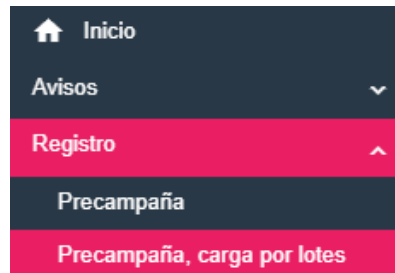 Inicio
Avisos
Registro
Precampaña
Precampaña, carga por lotes